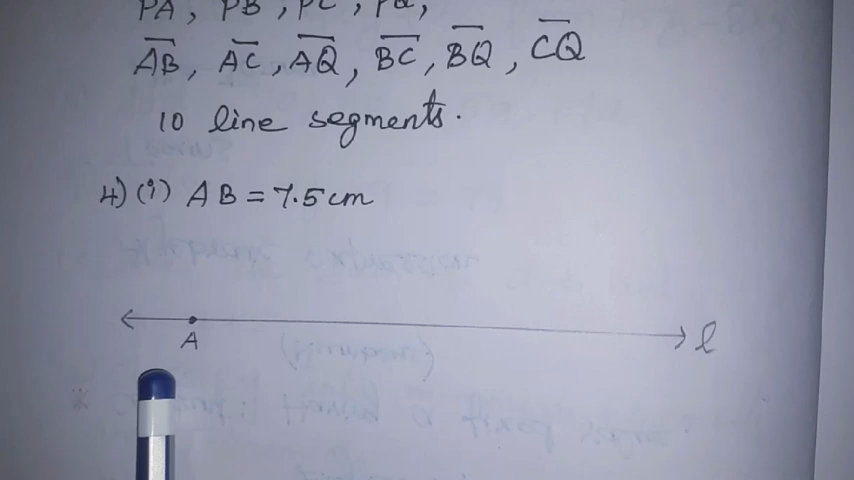 PA, PB, PC, PQ,
AB, AC, AQ, BC, BQ, CQ
10 line segments.
4) (i) AB = 7.5 cm
A
l